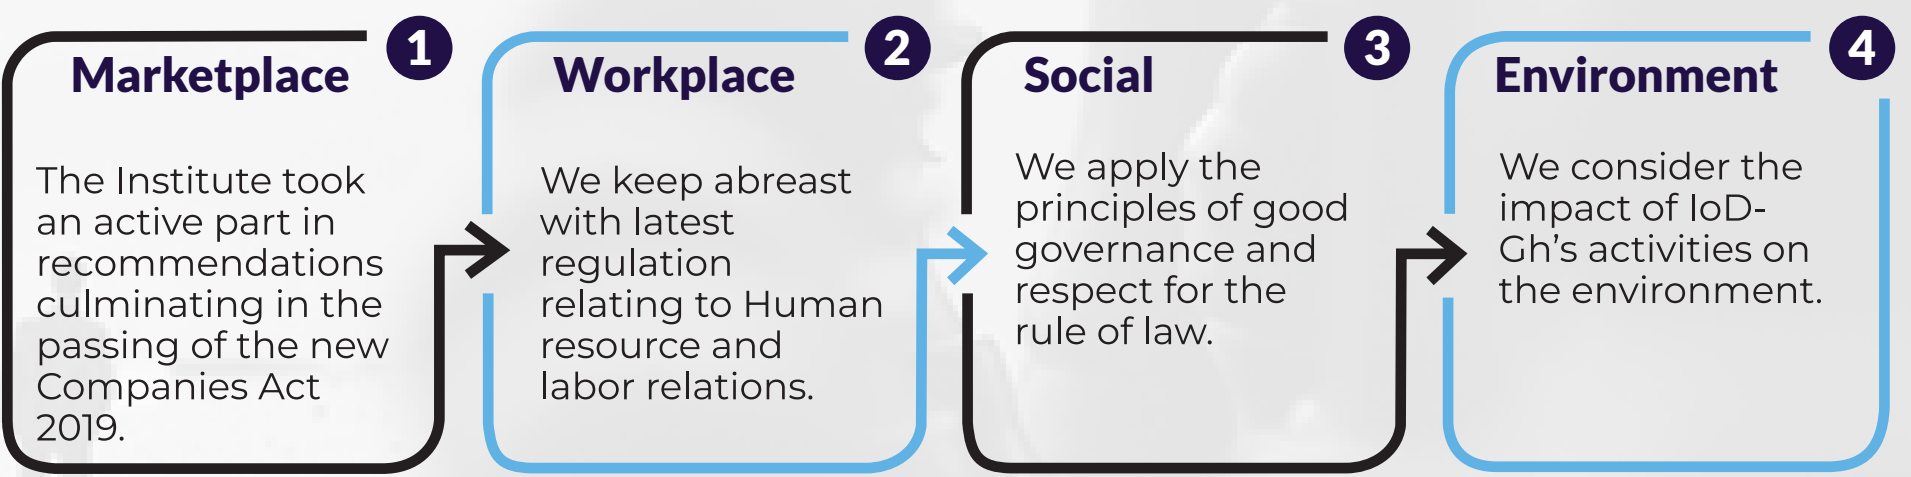 1
Marketplace
The Institute took
an active part in
recommendations
culminating in the
passing of the new
Companies Act
2019.
2
Workplace
We keep abreast
with latest
regulation
relating to Human
resource and
labor relations.
3
Social
We apply the
principles of good
governance and
respect for the
rule of law.
4
Environment
We consider the
impact of IoD-
Gh’s activities on
the environment.